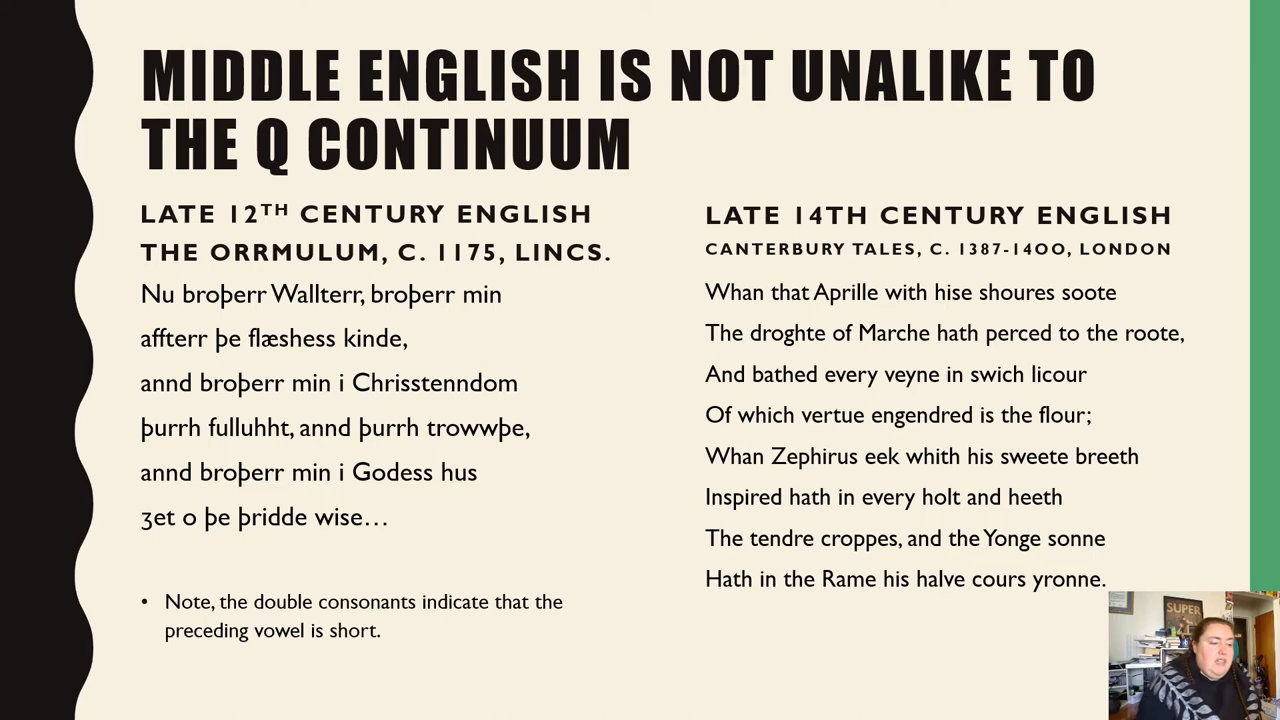 MIDDLE ENGLISH IS NOT UNALIKE TO
THE Q CONTINUUM
LATE 12TH CENTURY ENGLISH
THE ORRMULUM, C. 1175, LINCS.
Nu broþerr Wallterr, broþerr min
affterr þe flæshess kinde,
annd broþerr min i Chrisstenndom
þurrh fulluhht, annd þurrh trowwþe,
annd broþerr min i Godess hus
ȝet o þe þridde wise…
• Note, the double consonants indicate that the
preceding vowel is short.
LATE 14TH CENTURY ENGLISH
CANTERBURY TALES, C. 1387-1400, LONDON
Whan that Aprille with hise shoures soote
The droghte of Marche hath perced to the roote,
And bathed every veyne in swich licour
Of which vertue engendred is the flour;
Whan Zephirus eek whith his sweete breeth
Inspired hath in every holt and heeth
The tendre croppes, and the Yonge sonne
Hath in the Rame his halve cours yronne.
SUPER